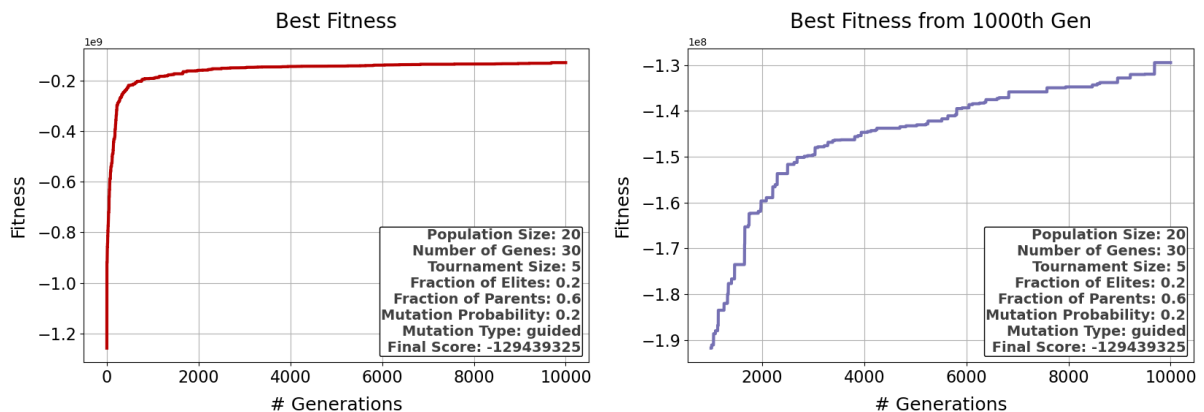 Best Fitness
1e9
−0.2
−0.4
−0.6
−0.8
−1.0
−1.2
Fitness
0
2000
4000
6000
8000
10000
# Generations
Population Size: 20
Number of Genes: 30
Tournament Size: 5
Fraction of Elites: 0.2
Fraction of Parents: 0.6
Mutation Probability: 0.2
Mutation Type: guided
Final Score: -129439325
Best Fitness from 1000th Gen
1e8
−1.3
−1.4
−1.5
−1.6
−1.7
−1.8
−1.9
Fitness
2000
4000
6000
8000
10000
# Generations
Population Size: 20
Number of Genes: 30
Tournament Size: 5
Fraction of Elites: 0.2
Fraction of Parents: 0.6
Mutation Probability: 0.2
Mutation Type: guided
Final Score: -129439325